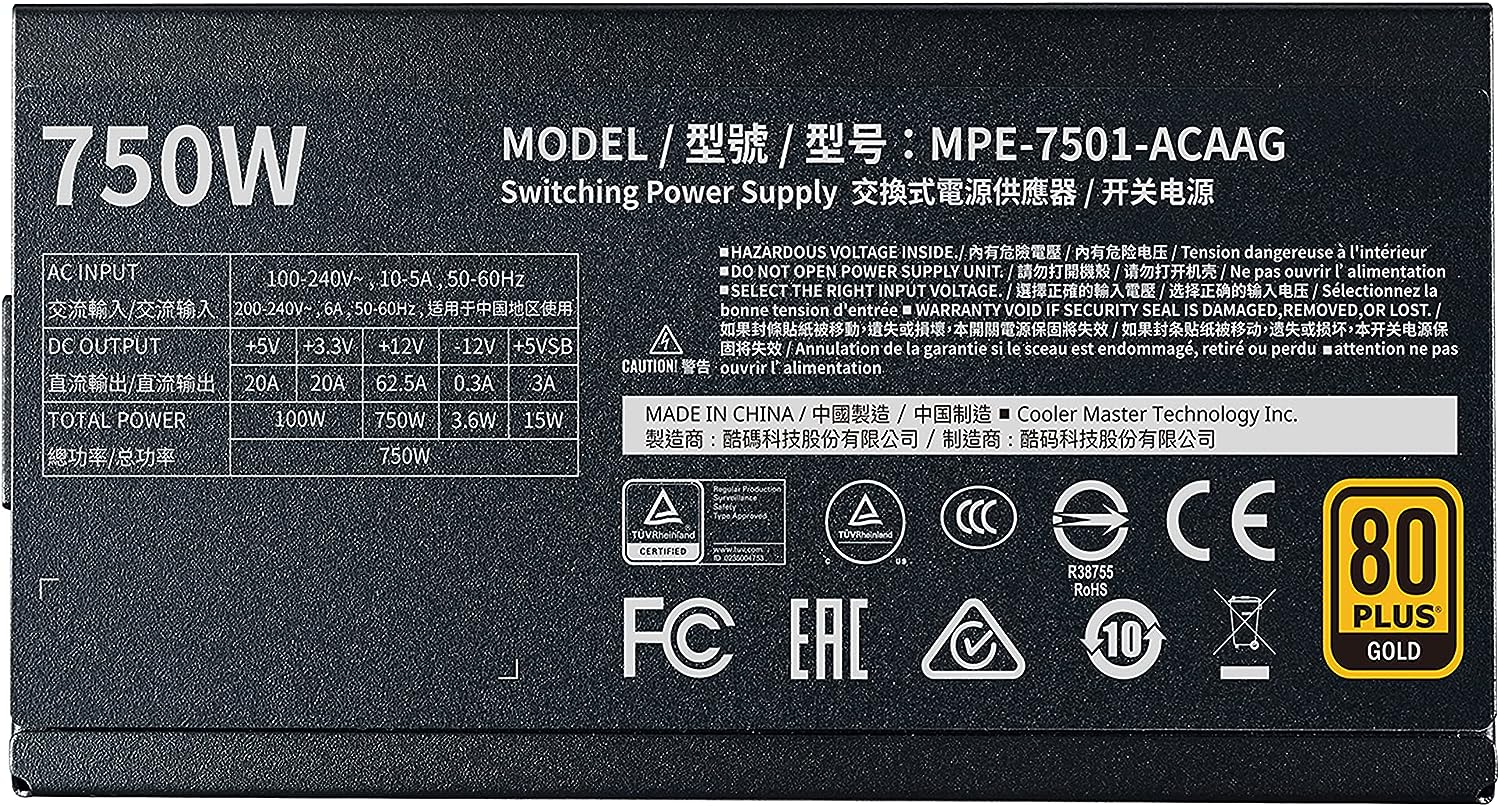 750W
MODEL / 型號 / 型号：MPE-7501-ACAAG
Switching Power Supply 交換式電源供應器 / 开关电源
AC INPUT
交流輸入/交流输入
100-240V~ , 10-5A , 50-60Hz
200-240V~ , 6A , 50-60Hz , 适用于中国地区使用
DC OUTPUT
直流輸出/直流输出
+5V +3.3V +12V -12V +5VSB
20A 20A 62.5A 0.3A 3A
TOTAL POWER
總功率/总功率
100W 750W 3.6W 15W
750W
■HAZARDOUS VOLTAGE INSIDE./ 內有危險電壓 / 內有危险电压 / Tension dangereuse à l'intérieur
■DO NOT OPEN POWER SUPPLY UNIT. / 請勿打開機殼 / 请勿打开机壳 / Ne pas ouvrir l' alimentation
■SELECT THE RIGHT INPUT VOLTAGE. / 選擇正確的輸入電壓 / 选择正确的输入电压 / Sélectionnez la
bonne tension d'entrée ■ WARRANTY VOID IF SECURITY SEAL IS DAMAGED,REMOVED,OR LOST. /
如果封條貼紙被移動，遺失或損壞，本開關電源保固將失效 / 如果封条贴纸被移动，遗失或损坏，本开关电源保
固将失效 / Annulation de la garantie si le sceau est endommagé, retiré ou perdu ■attention ne pas
ouvrir l' alimentation
CAUTION! 警告
MADE IN CHINA / 中國製造 / 中国制造 ■ Cooler Master Technology Inc.
製造商 : 酷碼科技股份有限公司 / 制造商 : 酷码科技股份有限公司
TÜVRheinland
CERTIFIED
Regular Production
Surveillance
Safety
Type Approved
www.tuv.com
ID 0235004753
TÜVRheinland
C US
CCC
R38755
RoHS
CE
FC
EAC
10
80
PLUS®
GOLD